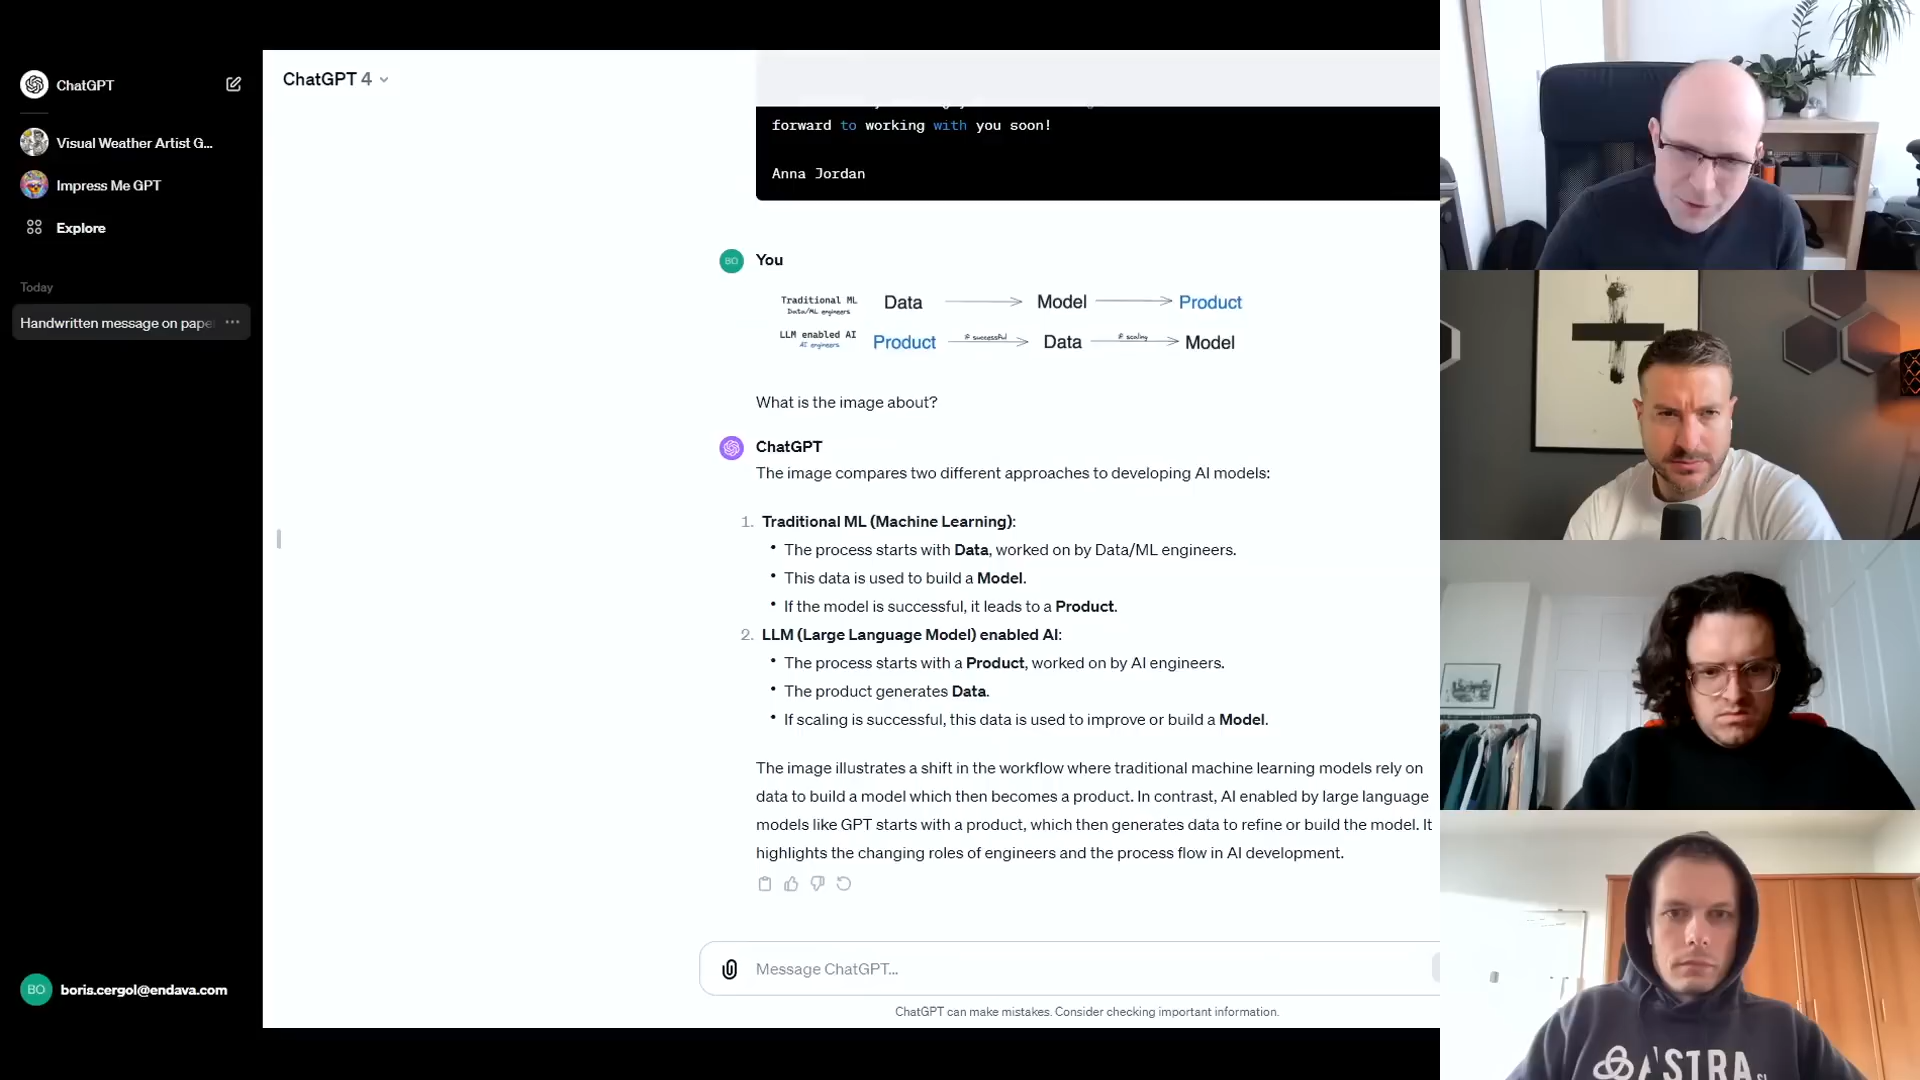 ChatGPT
Visual Weather Artist G...
Impress Me GPT
Explore
Today
Handwritten message on pape
BO
boris.cergol@endava.com
ChatGPT 4
forward to working with you soon!
Anna Jordan
BO
You
Traditional ML
Data/ML engineers
Data
Model
Product
LLM enabled AI
AI engineers
Product
if successful
Data
if scaling
Model
What is the image about?
ChatGPT
The image compares two different approaches to developing AI models:
1. Traditional ML (Machine Learning):
• The process starts with Data, worked on by Data/ML engineers.
• This data is used to build a Model.
• If the model is successful, it leads to a Product.
2. LLM (Large Language Model) enabled AI:
• The process starts with a Product, worked on by AI engineers.
• The product generates Data.
• If scaling is successful, this data is used to improve or build a Model.
The image illustrates a shift in the workflow where traditional machine learning models rely on
data to build a model which then becomes a product. In contrast, AI enabled by large language
models like GPT starts with a product, which then generates data to refine or build the model. It
highlights the changing roles of engineers and the process flow in AI development.
Message ChatGPT...
ChatGPT can make mistakes. Consider checking important information.